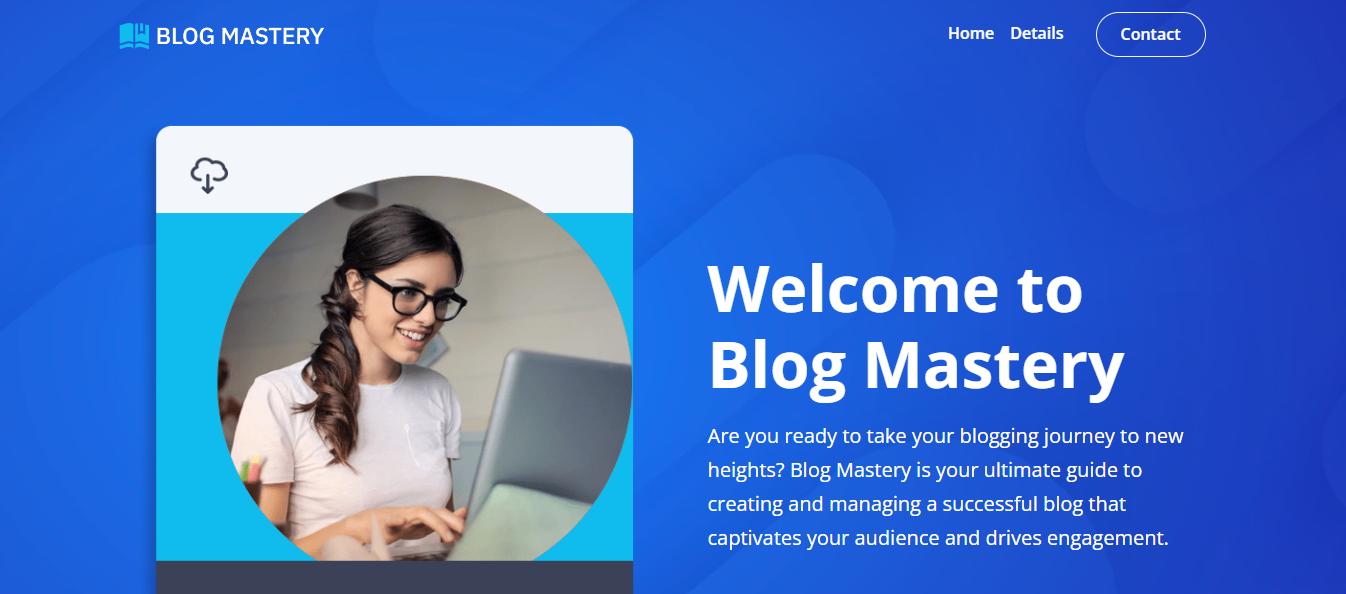 BLOG MASTERY
Home
Details
Contact
Welcome to
Blog Mastery
Are you ready to take your blogging journey to new
heights? Blog Mastery is your ultimate guide to
creating and managing a successful blog that
captivates your audience and drives engagement.